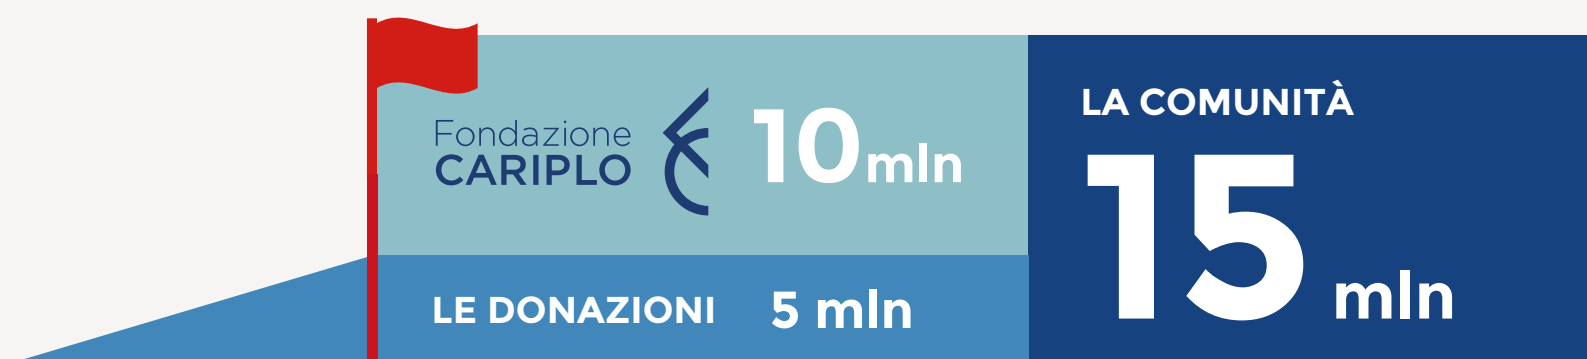 Fondazione
CARIPLO
10 mln
LE DONAZIONI 5 mln
LA COMUNITÀ
15 mln